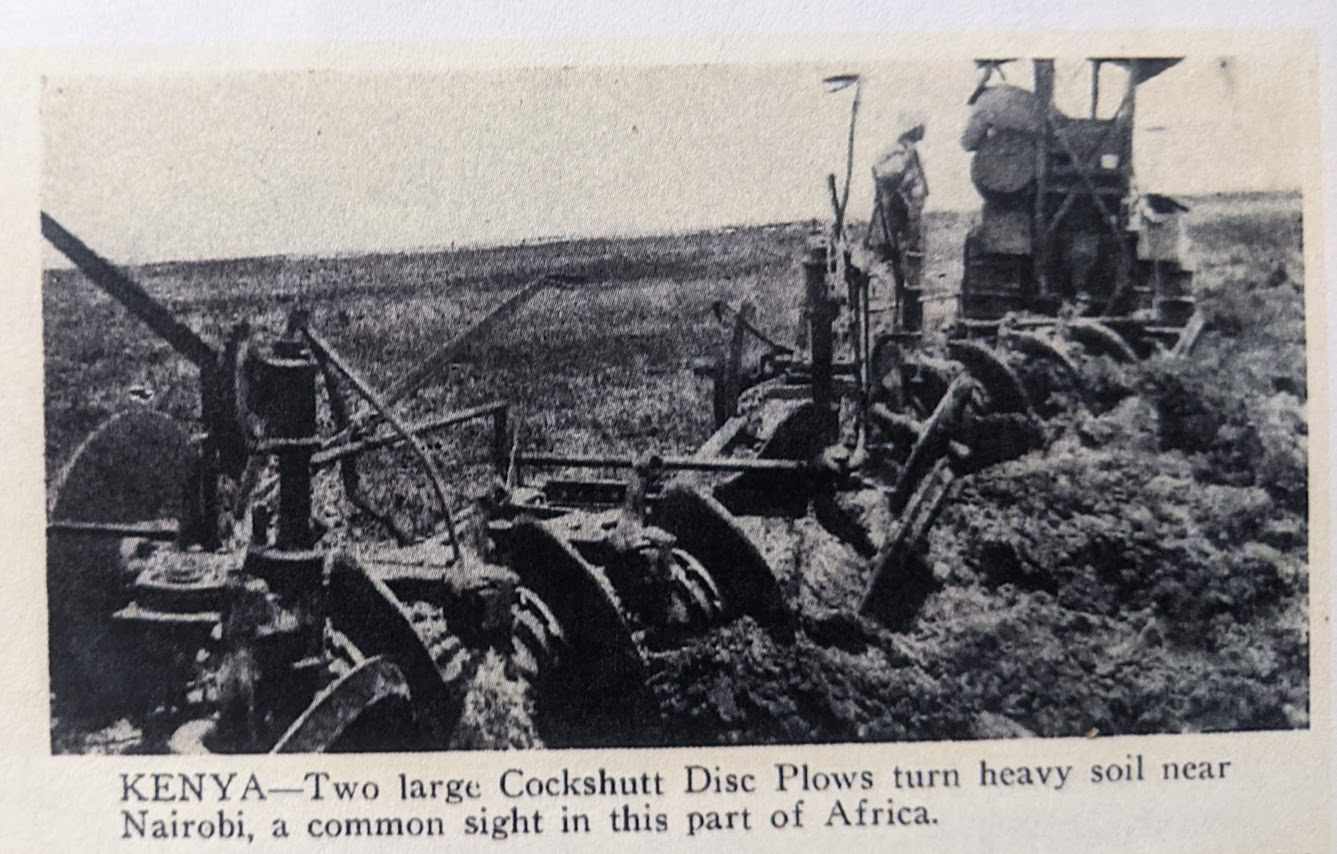 KENYA—Two large Cockshutt Disc Plows turn heavy soil near
Nairobi, a common sight in this part of Africa.